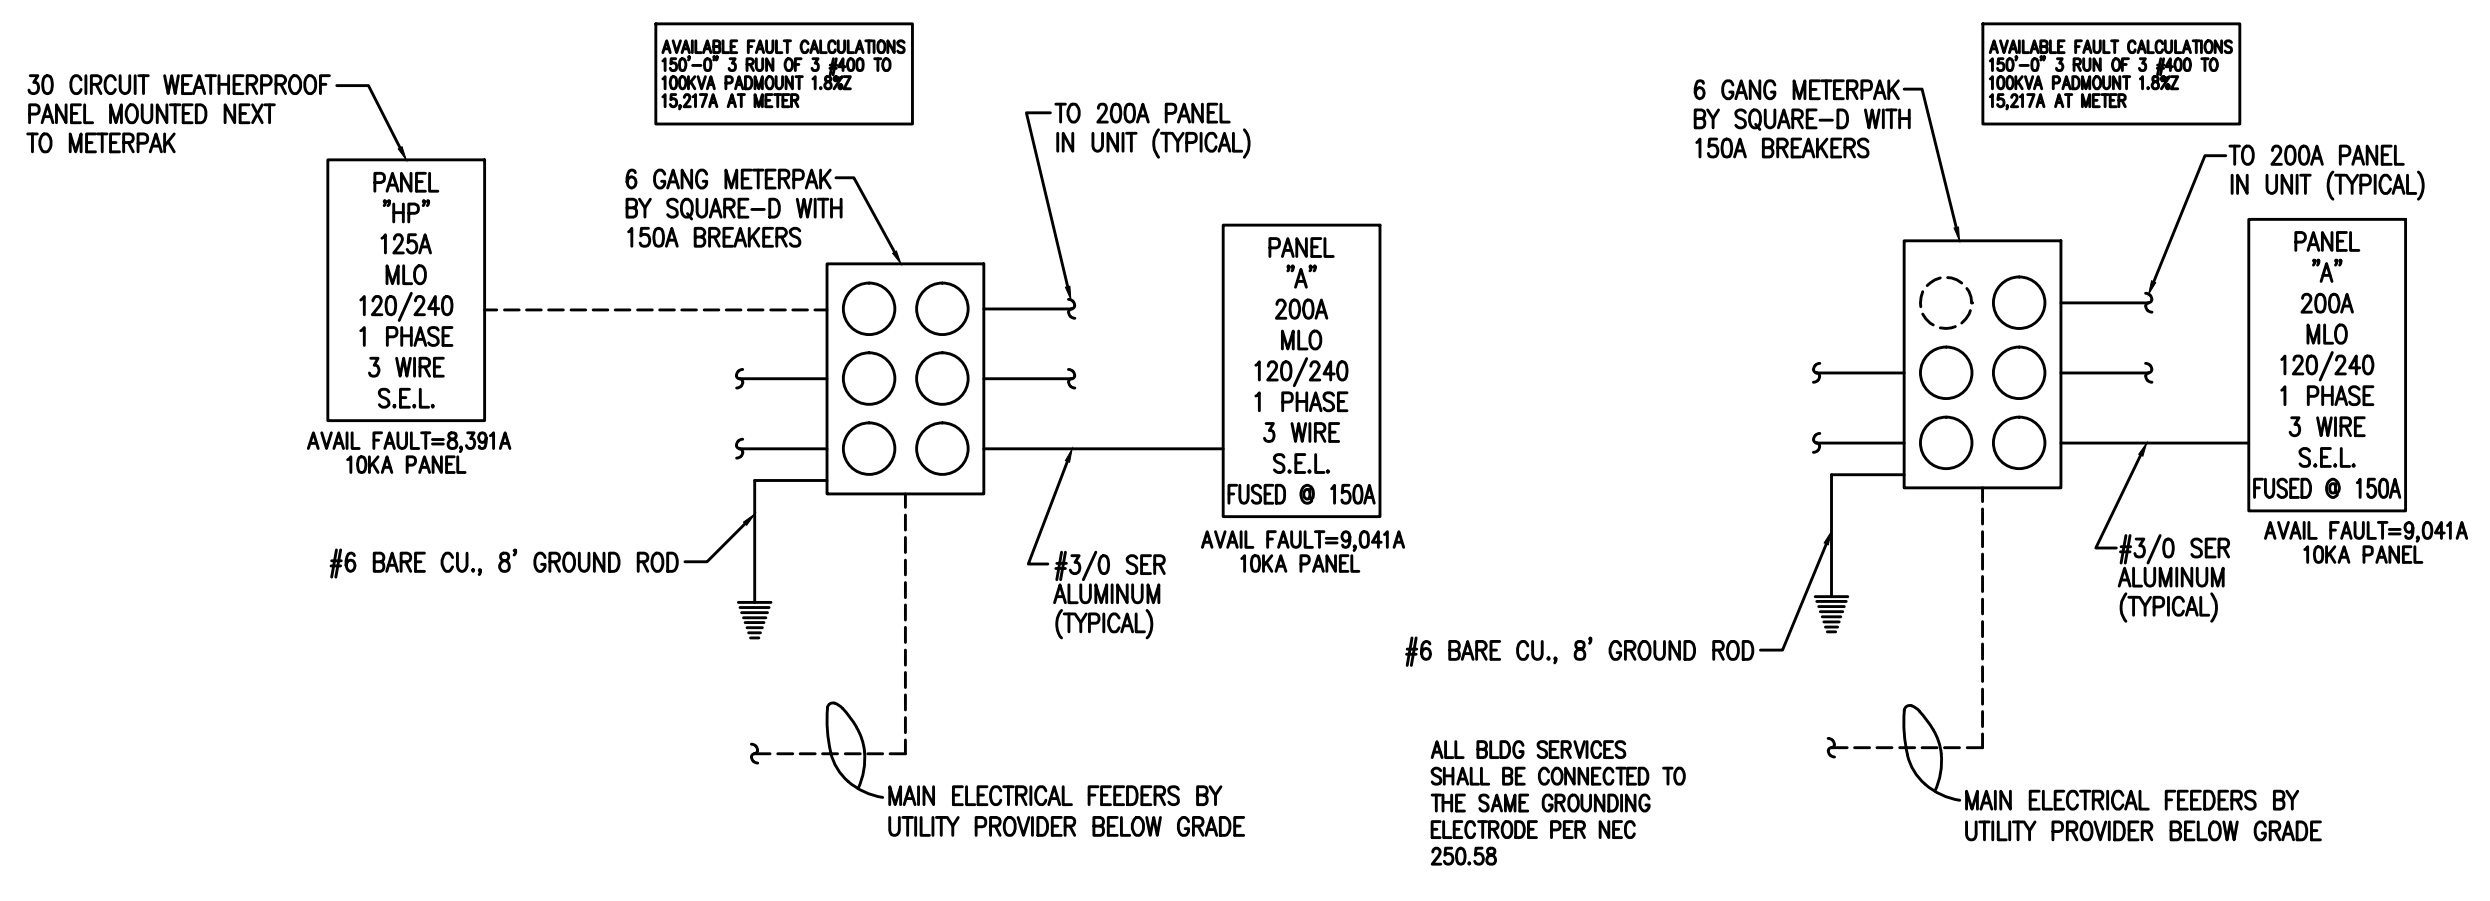 30 CIRCUIT WEATHERPROOF
PANEL MOUNTED NEXT
TO METERPAK
PANEL
"HP"
125A
MLO
120/240
1 PHASE
3 WIRE
S.E.L.
AVAIL FAULT=8,391A
10KA PANEL
AVAILABLE FAULT CALCULATIONS
150'-0" 3 RUN OF 3 #400 TO
100KVA PADMOUNT 1.8%Z
15,217A AT METER
6 GANG METERPAK
BY SQUARE-D WITH
150A BREAKERS
TO 200A PANEL
IN UNIT (TYPICAL)
PANEL
"A"
200A
MLO
120/240
1 PHASE
3 WIRE
S.E.L.
FUSED @ 150A
AVAIL FAULT=9,041A
10KA PANEL
#6 BARE CU., 8' GROUND ROD
#3/0 SER
ALUMINUM
(TYPICAL)
MAIN ELECTRICAL FEEDERS BY
UTILITY PROVIDER BELOW GRADE
AVAILABLE FAULT CALCULATIONS
150'-0" 3 RUN OF 3 #400 TO
100KVA PADMOUNT 1.8%Z
15,217A AT METER
6 GANG METERPAK
BY SQUARE-D WITH
150A BREAKERS
TO 200A PANEL
IN UNIT (TYPICAL)
PANEL
"A"
200A
MLO
120/240
1 PHASE
3 WIRE
S.E.L.
FUSED @ 150A
AVAIL FAULT=9,041A
10KA PANEL
#3/0 SER
ALUMINUM
(TYPICAL)
#6 BARE CU., 8' GROUND ROD
ALL BLDG SERVICES
SHALL BE CONNECTED TO
THE SAME GROUNDING
ELECTRODE PER NEC
250.58
MAIN ELECTRICAL FEEDERS BY
UTILITY PROVIDER BELOW GRADE